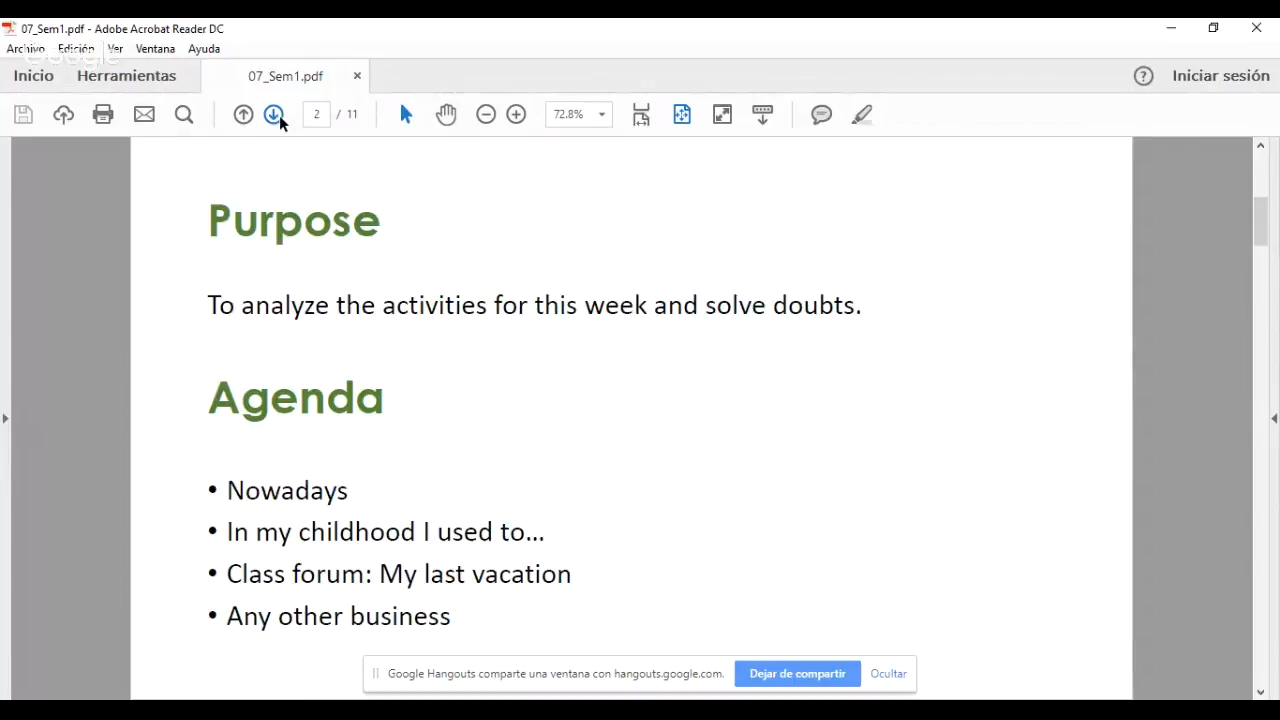 07_Sem1.pdf - Adobe Acrobat Reader DC
Archivo Edición Ver Ventana Ayuda
Google
Inicio Herramientas 07_Sem1.pdf Iniciar sesión
2 / 11 72.8%
Purpose
To analyze the activities for this week and solve doubts.
Agenda
• Nowadays
• In my childhood I used to...
• Class forum: My last vacation
• Any other business
Google Hangouts comparte una ventana con hangouts.google.com. Dejar de compartir Ocultar